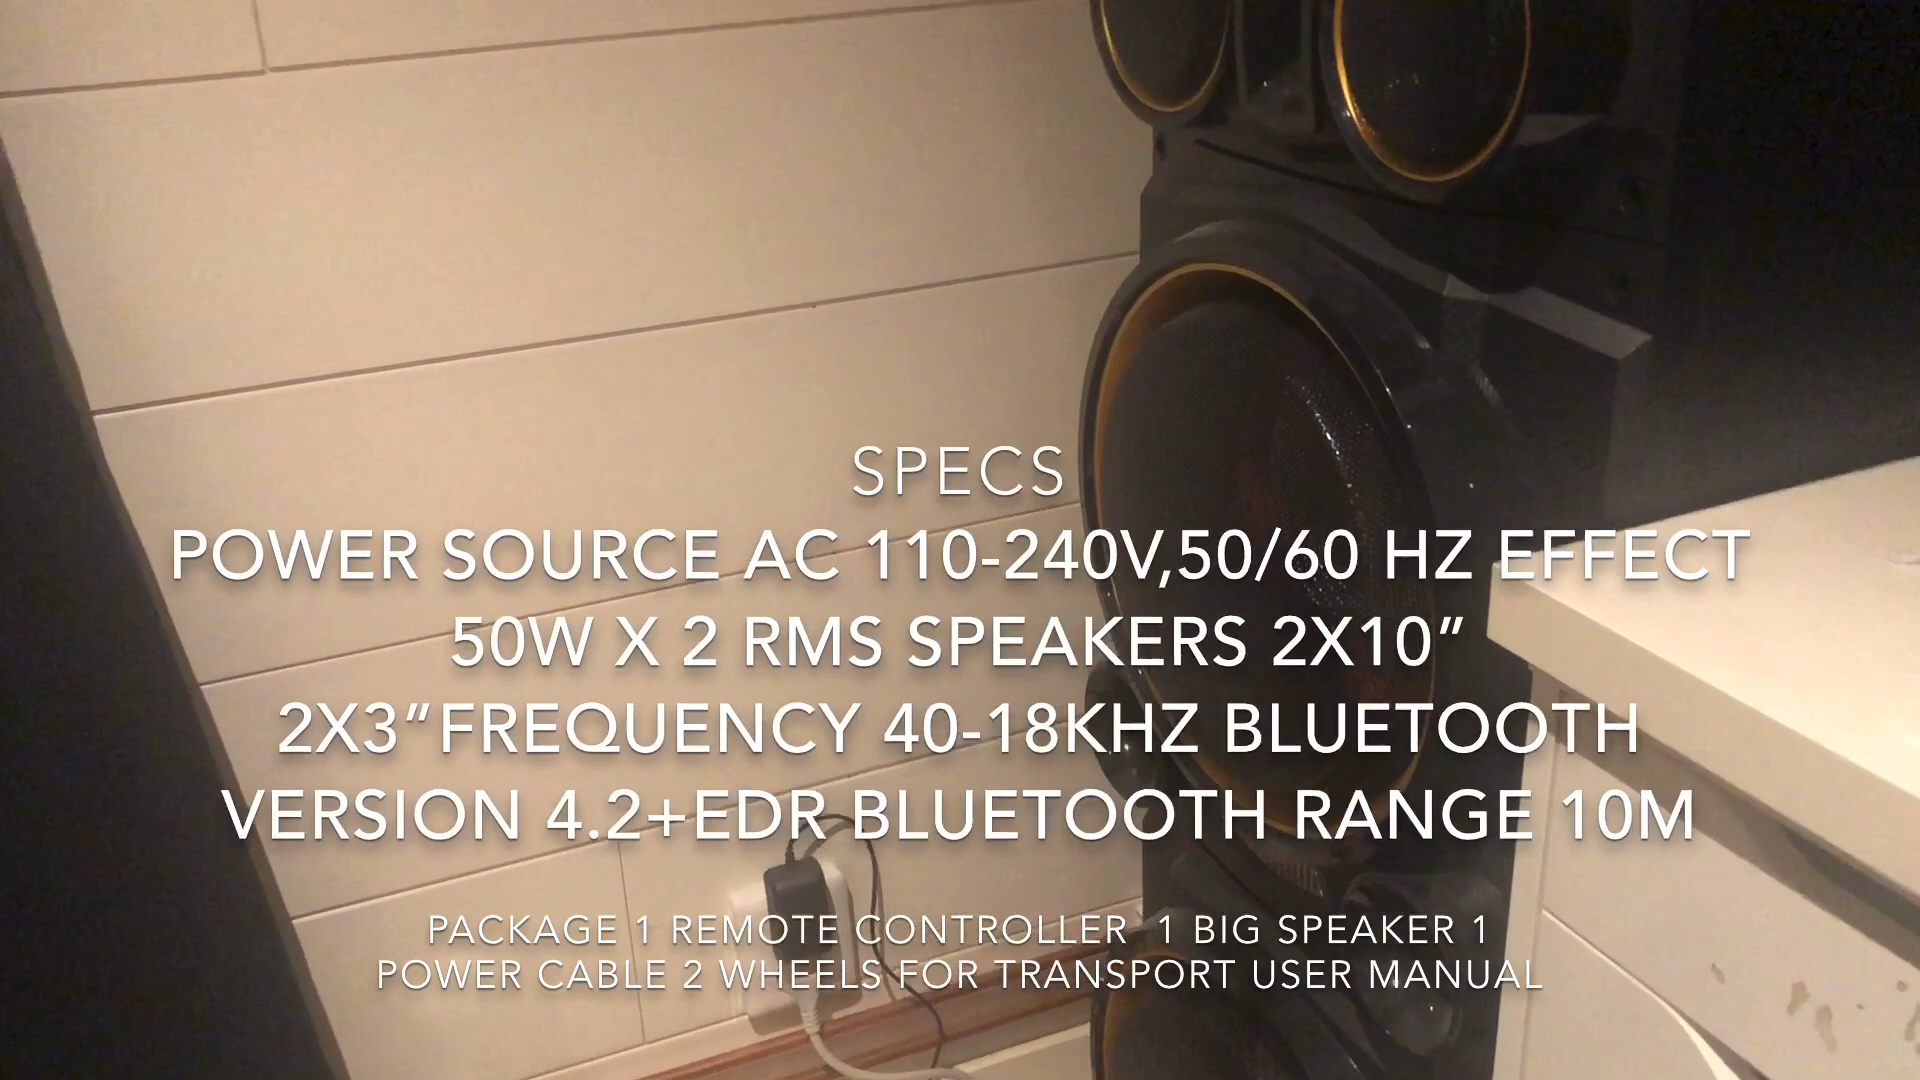 SPECS
POWER SOURCE AC 110-240V,50/60 HZ EFFECT
50W X 2 RMS SPEAKERS 2X10”
2X3”FREQUENCY 40-18KHZ BLUETOOTH
VERSION 4.2+EDR BLUETOOTH RANGE 10M
PACKAGE 1 REMOTE CONTROLLER  1 BIG SPEAKER 1
POWER CABLE 2 WHEELS FOR TRANSPORT USER MANUAL